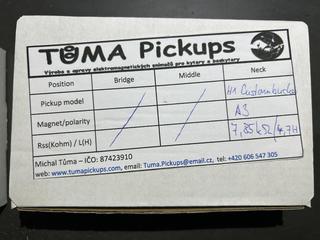 TŮMA Pickups
Výroba a opravy elektromagnetických snímačů pro kytary a baskytary
Position Bridge Middle Neck
Pickup model / / H1 Custombucker
Magnet/polarity A3
Rss(Kohm) / L(H) / / 7,85kΩ/4,7H
Michal Tůma – IČO: 87423910
web: www.tumapickups.com, email: Tuma.Pickups@email.cz, tel: +420 606 547 305